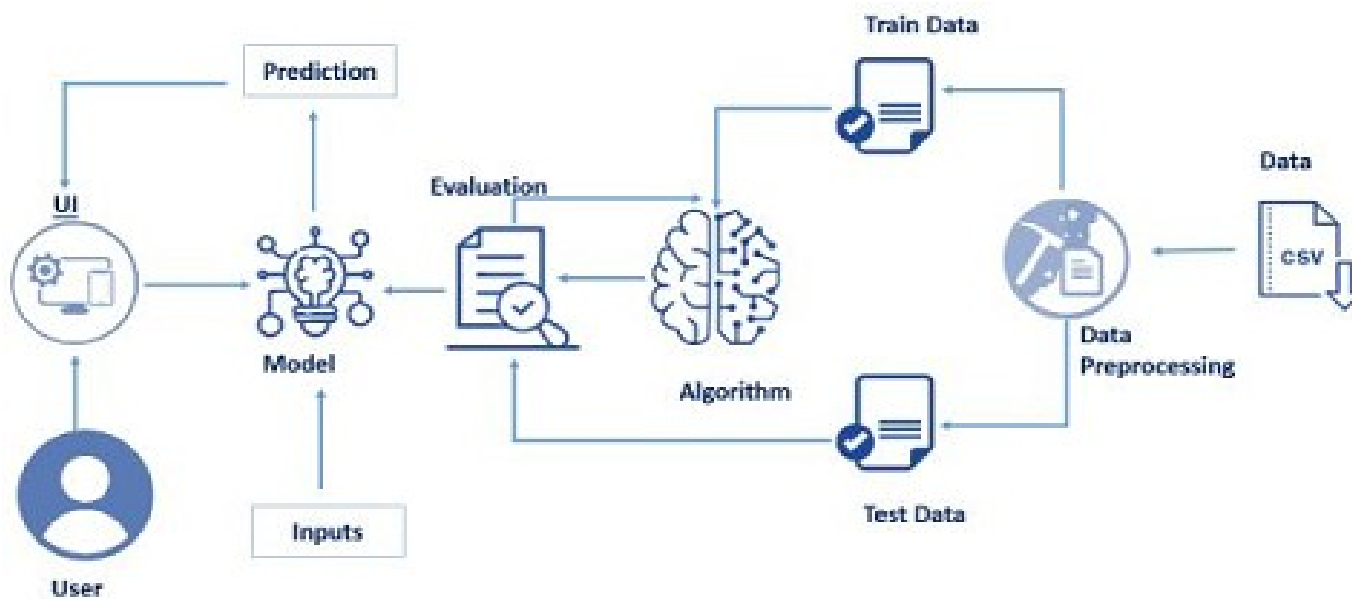 Train Data
Prediction
Data
Evaluation
UI
CSV
Data
Preprocessing
Model
Algorithm
Test Data
Inputs
User